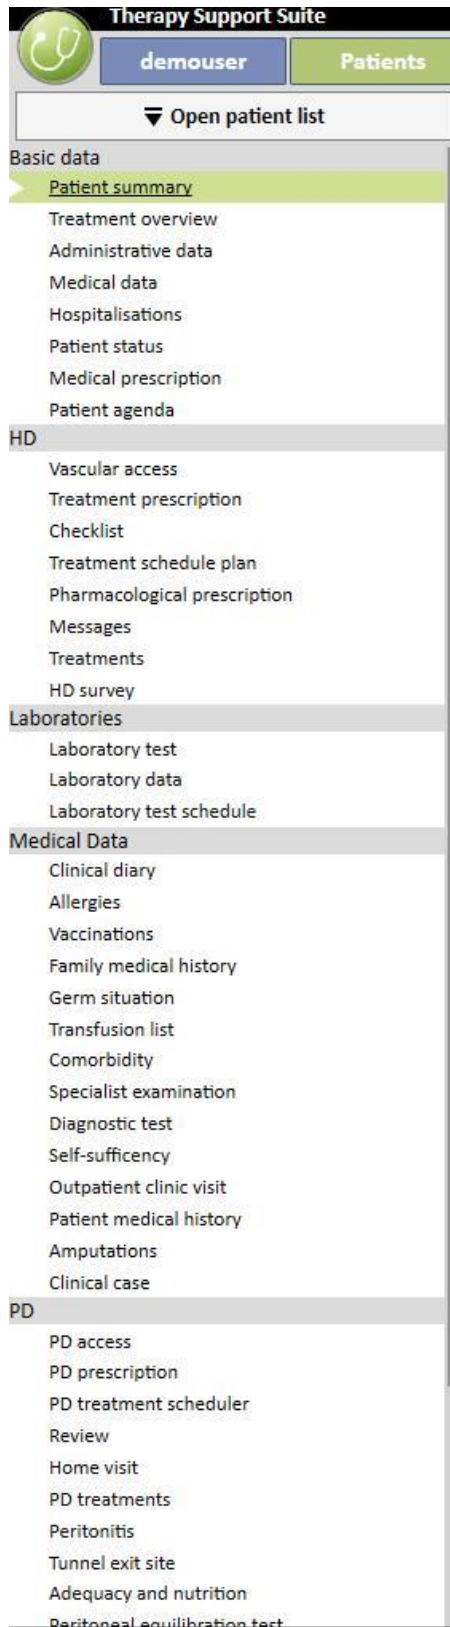 Therapy Support Suite
demouser Patients
Open patient list
Basic data
Patient summary
Treatment overview
Administrative data
Medical data
Hospitalisations
Patient status
Medical prescription
Patient agenda
HD
Vascular access
Treatment prescription
Checklist
Treatment schedule plan
Pharmacological prescription
Messages
Treatments
HD survey
Laboratories
Laboratory test
Laboratory data
Laboratory test schedule
Medical Data
Clinical diary
Allergies
Vaccinations
Family medical history
Germ situation
Transfusion list
Comorbidity
Specialist examination
Diagnostic test
Self-sufficency
Outpatient clinic visit
Patient medical history
Amputations
Clinical case
PD
PD access
PD prescription
PD treatment scheduler
Review
Home visit
PD treatments
Peritonitis
Tunnel exit site
Adequacy and nutrition
Peritoneal equilibration test